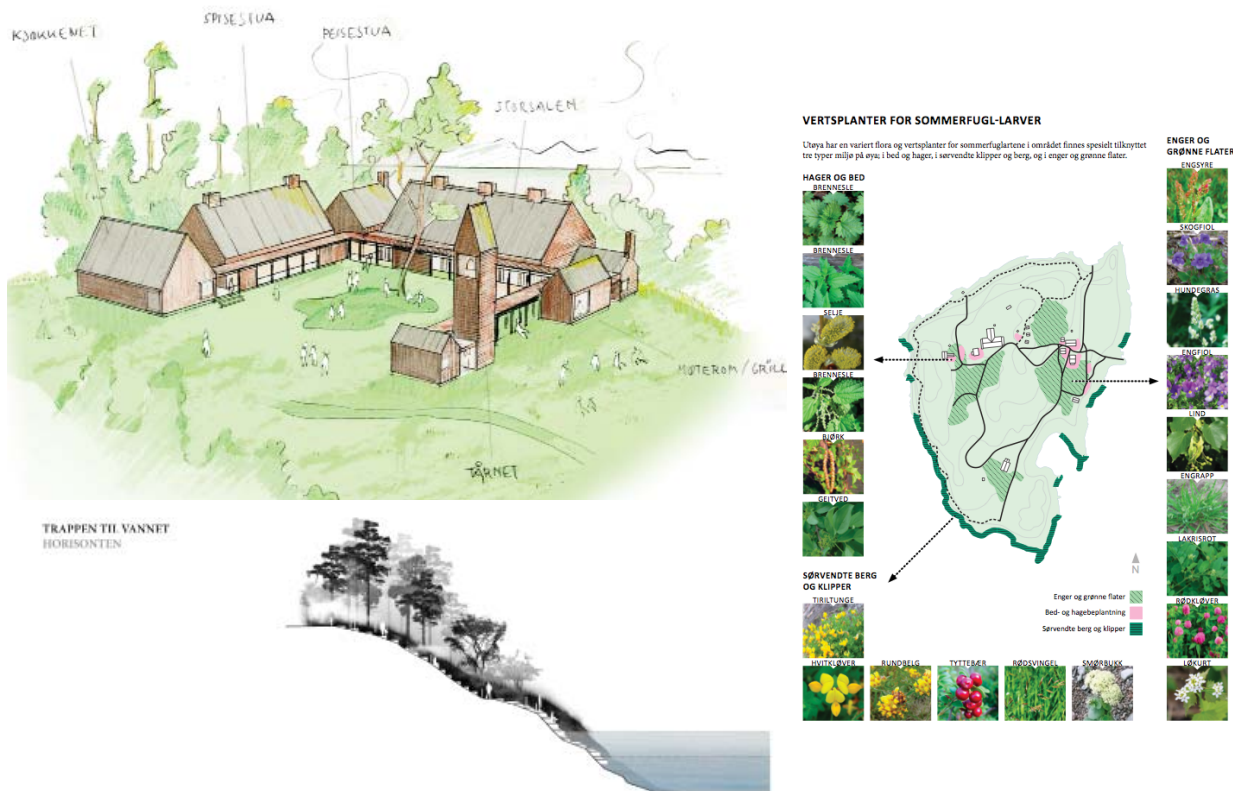 KJØKKENET
SPISESTUA
PEISESTUA
STORSALEN
MØTEROM / GRILL
TÅRNET
TRAPPEN TIL VANNET
HORISONTEN
VERTSPLANTER FOR SOMMERFUGL-LARVER
Utøya har en variert flora og vertsplanter for sommerfuglartene i området finnes spesielt tilknyttet
tre typer miljø på øya; i bed og hager, i sørvendte klipper og berg, og i enger og grønne flater.
HAGER OG BED
BRENNESLE
BRENNESLE
SELJE
BRENNESLE
BJØRK
GEITVED
SØRVENDTE BERG
OG KLIPPER
TIRILTUNGE
HVITKLØVER
RUNDBELG
TYTTEBÆR
RØDSVINGEL
SMØRBUKK
N
Enger og grønne flater
Bed- og hagebeplantning
Sørvendte berg og klipper
ENGER OG
GRØNNE FLATER
ENGSYRE
SKOGFIOL
HUNDEGRAS
ENGFIOL
LIND
ENGRAPP
LAKRISROT
RØDKLØVER
LØKURT